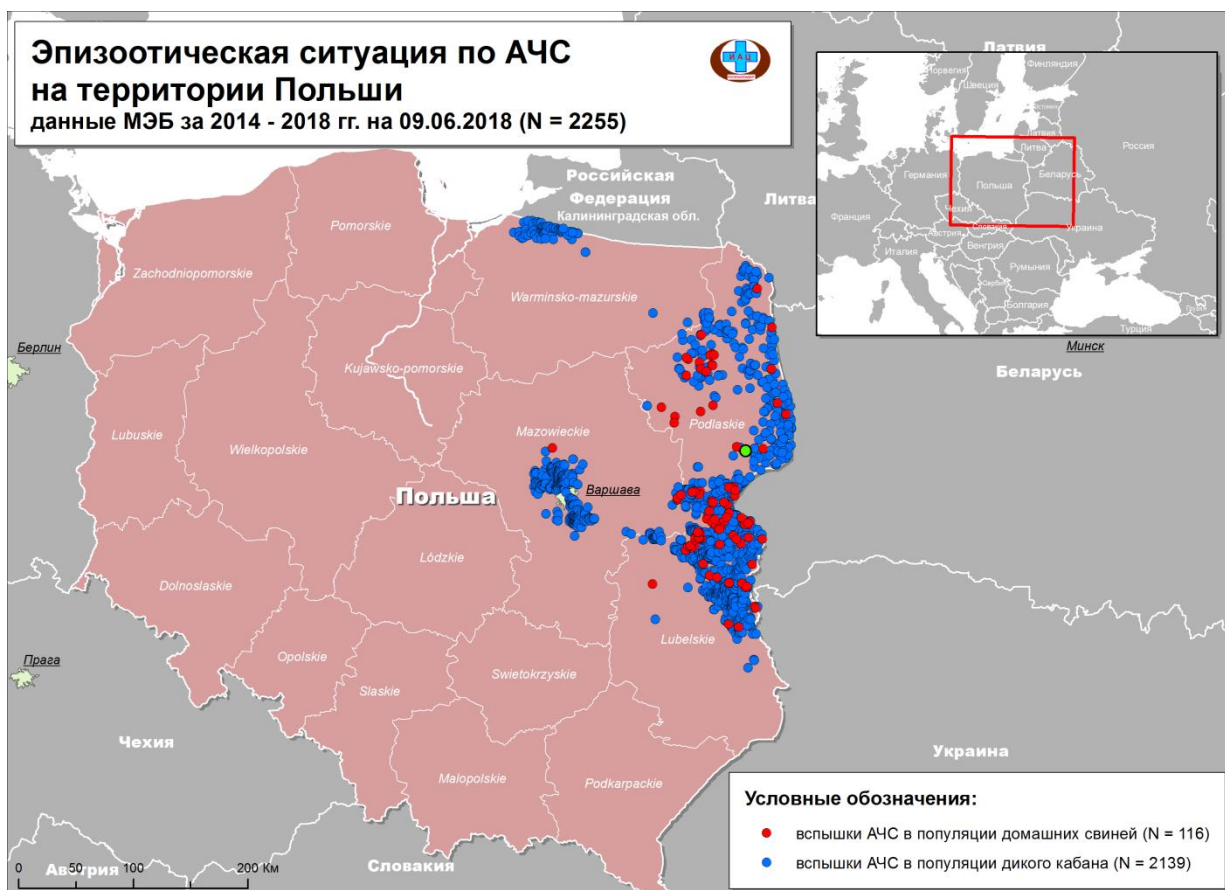 Эпизоотическая ситуация по АЧС
на территории Польши
данные МЭБ за 2014 - 2018 гг. на 09.06.2018 (N = 2255)
ИАЦ
Латвия
Норвегия
Финляндия
Швеция
Латвия
Литва
Россия
Германия
Беларусь
Польша
Чехия
Франция
Словакия
Украина
Австрия
Венгрия
Италия
Румыния
Сербия
Болгария
Турция
Российская
Федерация
Калининградская обл.
Литва
Pomorskie
Zachodniopomorskie
Warminsko-mazurskie
Берлин
Минск
Беларусь
Kujawsko-pomorskie
Lubuskie
Wielkopolskie
Mazowieckie
Podlaskie
Польша
Варшава
Lódzkie
Dolnoslaskie
Lubelskie
Opolskie
Прага
Slaskie
Swietokrzyskie
Чехия
Украина
Malopolskie
Podkarpackie
Условные обозначения:
вспышки АЧС в популяции домашних свиней (N = 116)
вспышки АЧС в популяции дикого кабана (N = 2139)
0 50 100 200 Км
Австрия
Словакия